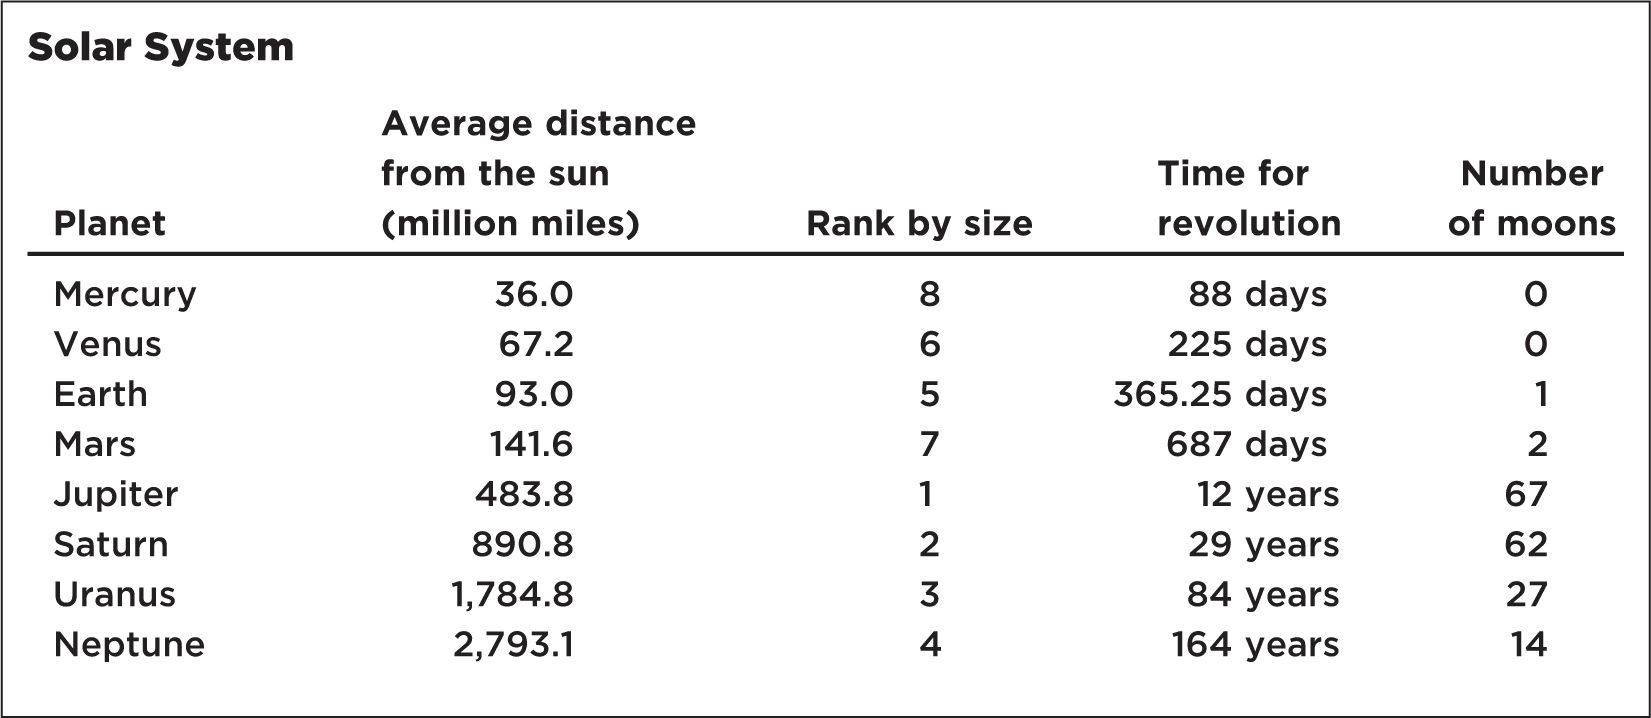 Solar System
Average distance
from the sun
(million miles)
Time for
revolution
Number
of moons
Planet
Rank by size
Mercury 36.0 8 88 days 0
Venus 67.2 6 225 days 0
Earth 93.0 5 365.25 days 1
Mars 141.6 7 687 days 2
Jupiter 483.8 1 12 years 67
Saturn 890.8 2 29 years 62
Uranus 1,784.8 3 84 years 27
Neptune 2,793.1 4 164 years 14